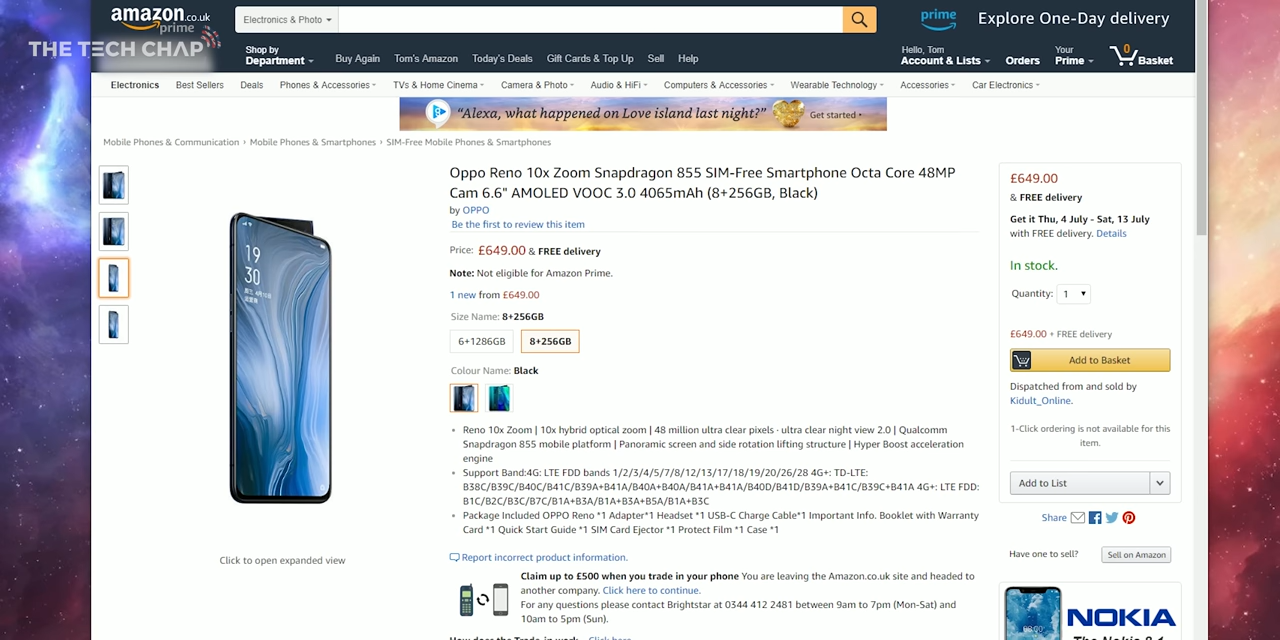 amazon.co.uk
prime
THE TECH CHAP
Electronics & Photo
prime
Explore One-Day delivery
Shop by
Department
Buy Again
Tom's Amazon
Today's Deals
Gift Cards & Top Up
Sell
Help
Hello, Tom
Account & Lists
Orders
Your
Prime
0
Basket
Electronics
Best Sellers
Deals
Phones & Accessories
TVs & Home Cinema
Camera & Photo
Audio & HiFi
Computers & Accessories
Wearable Technology
Accessories
Car Electronics
“Alexa, what happened on Love island last night?”
Get started
Mobile Phones & Communication › Mobile Phones & Smartphones › SIM-Free Mobile Phones & Smartphones
19
30
Click to open expanded view
Oppo Reno 10x Zoom Snapdragon 855 SIM-Free Smartphone Octa Core 48MP
Cam 6.6" AMOLED VOOC 3.0 4065mAh (8+256GB, Black)
by OPPO
Be the first to review this item
Price: £649.00 & FREE delivery
Note: Not eligible for Amazon Prime.
1 new from £649.00
Size Name: 8+256GB
6+1286GB
8+256GB
Colour Name: Black
• Reno 10x Zoom | 10x hybrid optical zoom | 48 million ultra clear pixels · ultra clear night view 2.0 | Qualcomm
Snapdragon 855 mobile platform | Panoramic screen and side rotation lifting structure | Hyper Boost acceleration
engine
• Support Band:4G: LTE FDD bands 1/2/3/4/5/7/8/12/13/17/18/19/20/26/28 4G+: TD-LTE:
B38C/B39C/B40C/B41C/B39A+B41A/B40A+B40A/B41A+B41A/B40D/B41D/B39A+B41C/B39C+B41A 4G+: LTE FDD:
B1C/B2C/B3C/B7C/B1A+B3A/B1A+B3A+B5A/B1A+B3C
• Package Included OPPO Reno *1 Adapter*1 Headset *1 USB-C Charge Cable*1 Important Info. Booklet with Warranty
Card *1 Quick Start Guide *1 SIM Card Ejector *1 Protect Film *1 Case *1
Report incorrect product information.
Claim up to £500 when you trade in your phone You are leaving the Amazon.co.uk site and headed to
another company. Click here to continue.
For any questions please contact Brightstar at 0344 412 2481 between 9am to 7pm (Mon-Sat) and
10am to 5pm (Sun).
How does the Trade-in work Click here
£649.00
& FREE delivery
Get it Thu, 4 July - Sat, 13 July
with FREE delivery. Details
In stock.
Quantity: 1
£649.00 + FREE delivery
Add to Basket
Dispatched from and sold by
Kidult_Online.
1-Click ordering is not available for this
item.
Add to List
Share
Have one to sell?
Sell on Amazon
NOKIA
The Nokia 8.1